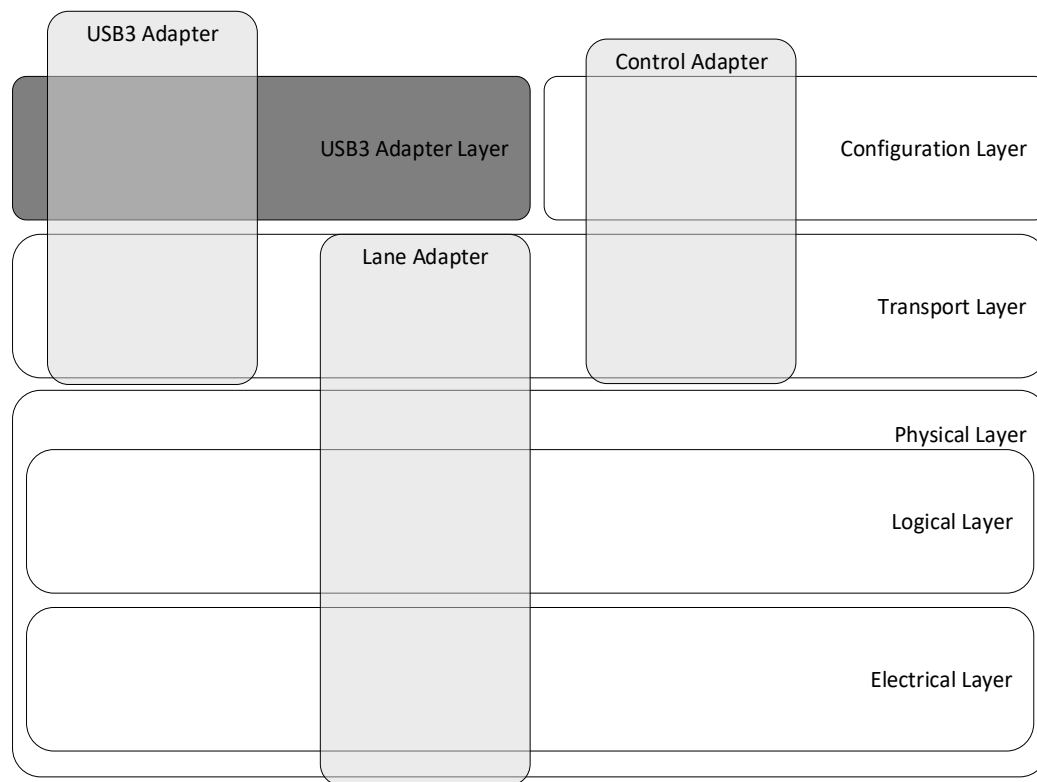 USB3 Adapter
Control Adapter
USB3 Adapter Layer
Configuration Layer
Lane Adapter
Transport Layer
Physical Layer
Logical Layer
Electrical Layer